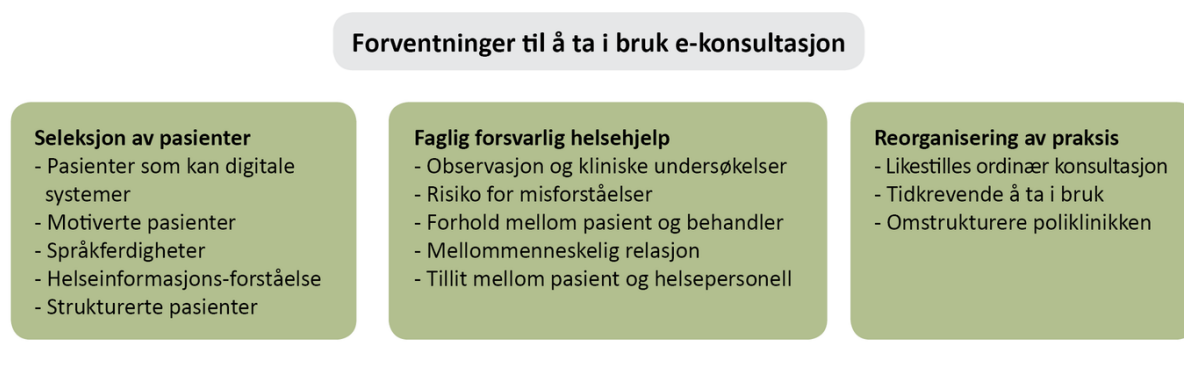 Forventninger til å ta i bruk e-konsultasjon
Seleksjon av pasienter
- Pasienter som kan digitale
systemer
- Motiverte pasienter
- Språkferdigheter
- Helseinformasjons-forståelse
- Strukturerte pasienter
Faglig forsvarlig helsehjelp
- Observasjon og kliniske undersøkelser
- Risiko for misforståelser
- Forhold mellom pasient og behandler
- Mellommenneskelig relasjon
- Tillit mellom pasient og helsepersonell
Reorganisering av praksis
- Likestilles ordinær konsultasjon
- Tidkrevende å ta i bruk
- Omstrukturere poliklinikken